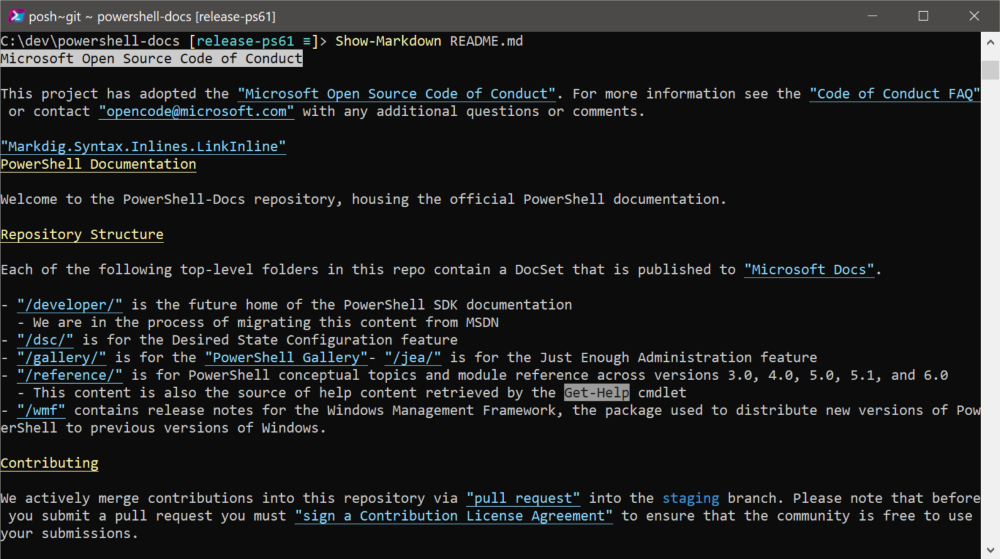 posh~git ~ powershell-docs [release-ps61]
C:\dev\powershell-docs [release-ps61 ≡]> Show-Markdown README.md
Microsoft Open Source Code of Conduct
This project has adopted the "Microsoft Open Source Code of Conduct". For more information see the "Code of Conduct FAQ"
or contact "opencode@microsoft.com" with any additional questions or comments.
"Markdig.Syntax.Inlines.LinkInline"
PowerShell Documentation
Welcome to the PowerShell-Docs repository, housing the official PowerShell documentation.
Repository Structure
Each of the following top-level folders in this repo contain a DocSet that is published to "Microsoft Docs".
- "/developer/" is the future home of the PowerShell SDK documentation
- We are in the process of migrating this content from MSDN
- "/dsc/" is for the Desired State Configuration feature
- "/gallery/" is for the "PowerShell Gallery"- "/jea/" is for the Just Enough Administration feature
- "/reference/" is for PowerShell conceptual topics and module reference across versions 3.0, 4.0, 5.0, 5.1, and 6.0
- This content is also the source of help content retrieved by the Get-Help cmdlet
- "/wmf" contains release notes for the Windows Management Framework, the package used to distribute new versions of Pow
erShell to previous versions of Windows.
Contributing
We actively merge contributions into this repository via "pull request" into the staging branch. Please note that before
you submit a pull request you must "sign a Contribution License Agreement" to ensure that the community is free to use
your submissions.